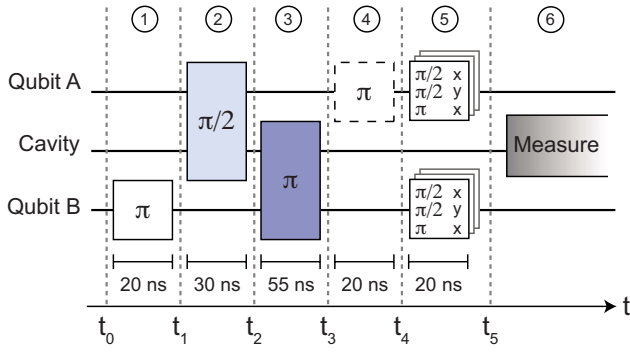 ① ② ③ ④ ⑤ ⑥
Qubit A
π/2
π
π/2 x
π/2 y
π x
Cavity
π
Measure
Qubit B
π
π/2 x
π/2 y
π x
20 ns 30 ns 55 ns 20 ns 20 ns
t
t0 t1 t2 t3 t4 t5